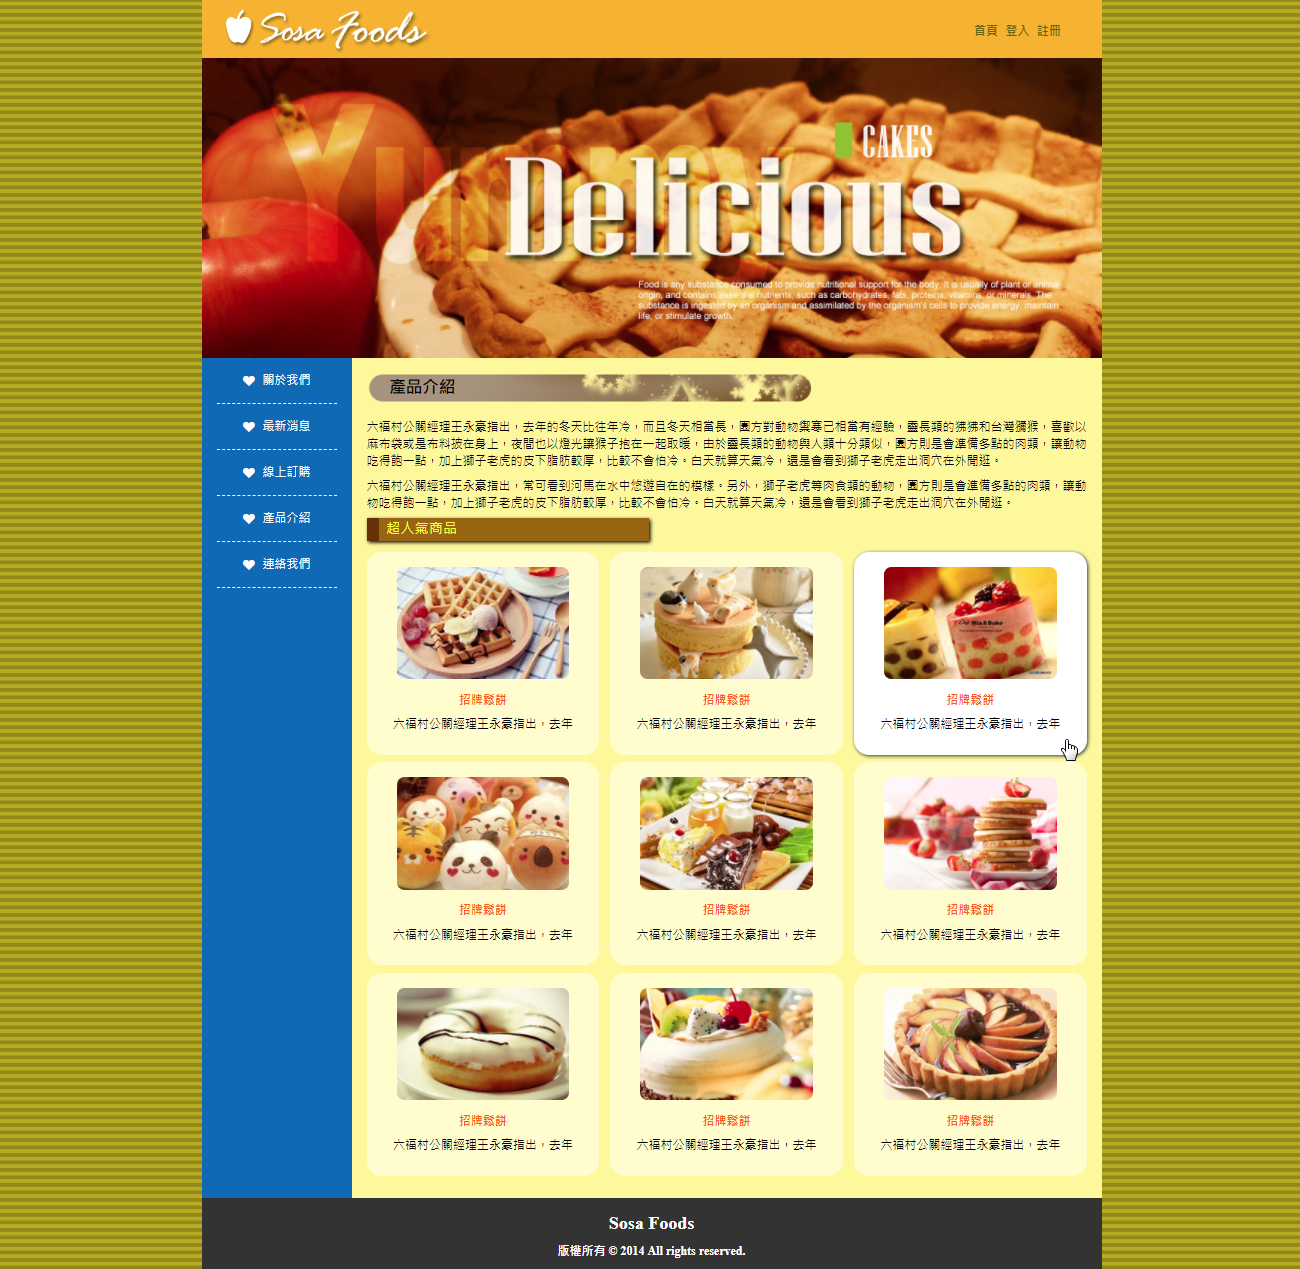 Sosa Foods
首頁 登入 註冊
Yummy
CAKES
Delicious
Food is any substance consumed to provide nutritional support for the body. It is usually of plant or animal
origin, and contains essential nutrients, such as carbohydrates, fats, proteins, vitamins, or minerals. The
substance is ingested by an organism and assimilated by the organism's cells to provide energy, maintain
life, or stimulate growth.
關於我們
最新消息
線上訂購
產品介紹
連絡我們
產品介紹
六福村公關經理王永豪指出，去年的冬天比往年冷，而且冬天相當長，園方對動物禦寒已相當有經驗，靈長類的狒狒和台灣獼猴，喜歡以
麻布袋或是布料披在身上，夜間也以燈光讓猴子抱在一起取暖，由於靈長類的動物與人類十分類似，園方則是會準備多點的肉類，讓動物
吃得飽一點，加上獅子老虎的皮下脂肪較厚，比較不會怕冷。白天就算天氣冷，還是會看到獅子老虎走出洞穴在外閒逛。
六福村公關經理王永豪指出，常可看到河馬在水中悠遊自在的模樣。另外，獅子老虎等肉食類的動物，園方則是會準備多點的肉類，讓動
物吃得飽一點，加上獅子老虎的皮下脂肪較厚，比較不會怕冷。白天就算天氣冷，還是會看到獅子老虎走出洞穴在外閒逛。
超人氣商品
招牌鬆餅
六福村公關經理王永豪指出，去年
招牌鬆餅
六福村公關經理王永豪指出，去年
招牌鬆餅
六福村公關經理王永豪指出，去年
招牌鬆餅
六福村公關經理王永豪指出，去年
招牌鬆餅
六福村公關經理王永豪指出，去年
招牌鬆餅
六福村公關經理王永豪指出，去年
招牌鬆餅
六福村公關經理王永豪指出，去年
招牌鬆餅
六福村公關經理王永豪指出，去年
招牌鬆餅
六福村公關經理王永豪指出，去年
Sosa Foods
版權所有 © 2014 All rights reserved.